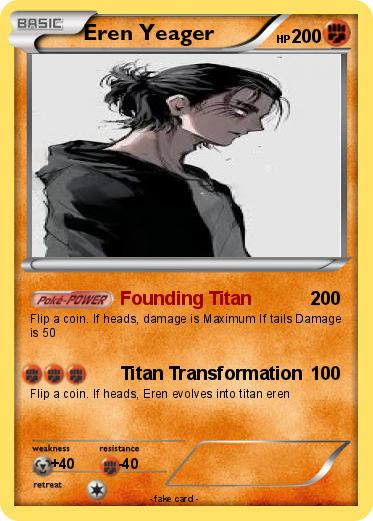 BASIC
Eren Yeager HP 200
Poké-POWER Founding Titan 200
Flip a coin. If heads, damage is Maximum If tails Damage
is 50
Titan Transformation 100
Flip a coin. If heads, Eren evolves into titan eren
weakness resistance
+40 -40
retreat
- fake card -